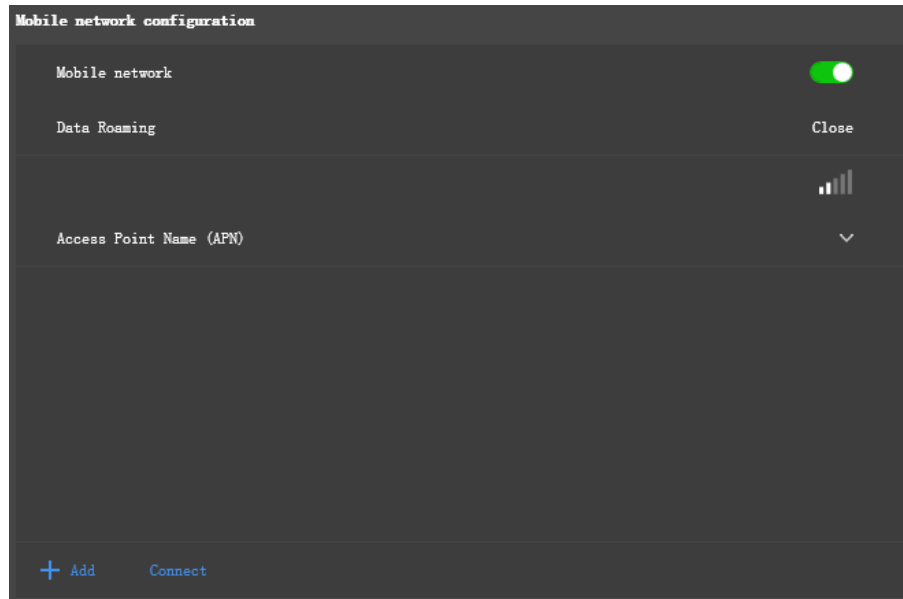 Mobile network configuration
Mobile network
Data Roaming Close
Access Point Name (APN)
Add Connect